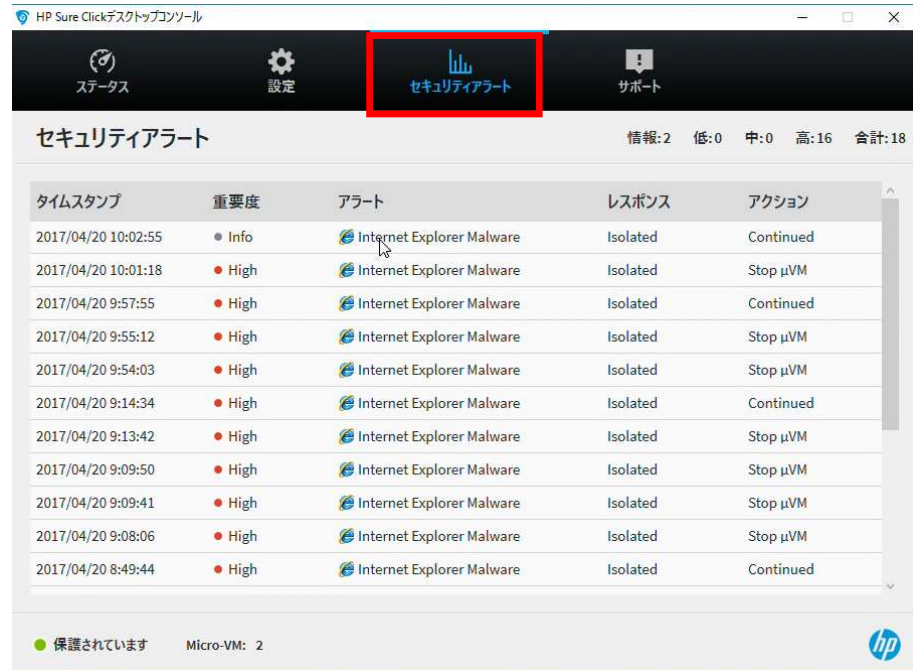 HP Sure Clickデスクトップコンソール
ステータス 設定 セキュリティアラート サポート
セキュリティアラート 情報:2 低:0 中:0 高:16 合計:18
タイムスタンプ 重要度 アラート レスポンス アクション
2017/04/20 10:02:55 Info Internet Explorer Malware Isolated Continued
2017/04/20 10:01:18 High Internet Explorer Malware Isolated Stop μVM
2017/04/20 9:57:55 High Internet Explorer Malware Isolated Continued
2017/04/20 9:55:12 High Internet Explorer Malware Isolated Stop μVM
2017/04/20 9:54:03 High Internet Explorer Malware Isolated Stop μVM
2017/04/20 9:14:34 High Internet Explorer Malware Isolated Continued
2017/04/20 9:13:42 High Internet Explorer Malware Isolated Stop μVM
2017/04/20 9:09:50 High Internet Explorer Malware Isolated Stop μVM
2017/04/20 9:09:41 High Internet Explorer Malware Isolated Stop μVM
2017/04/20 9:08:06 High Internet Explorer Malware Isolated Stop μVM
2017/04/20 8:49:44 High Internet Explorer Malware Isolated Continued
保護されています Micro-VM: 2 hp